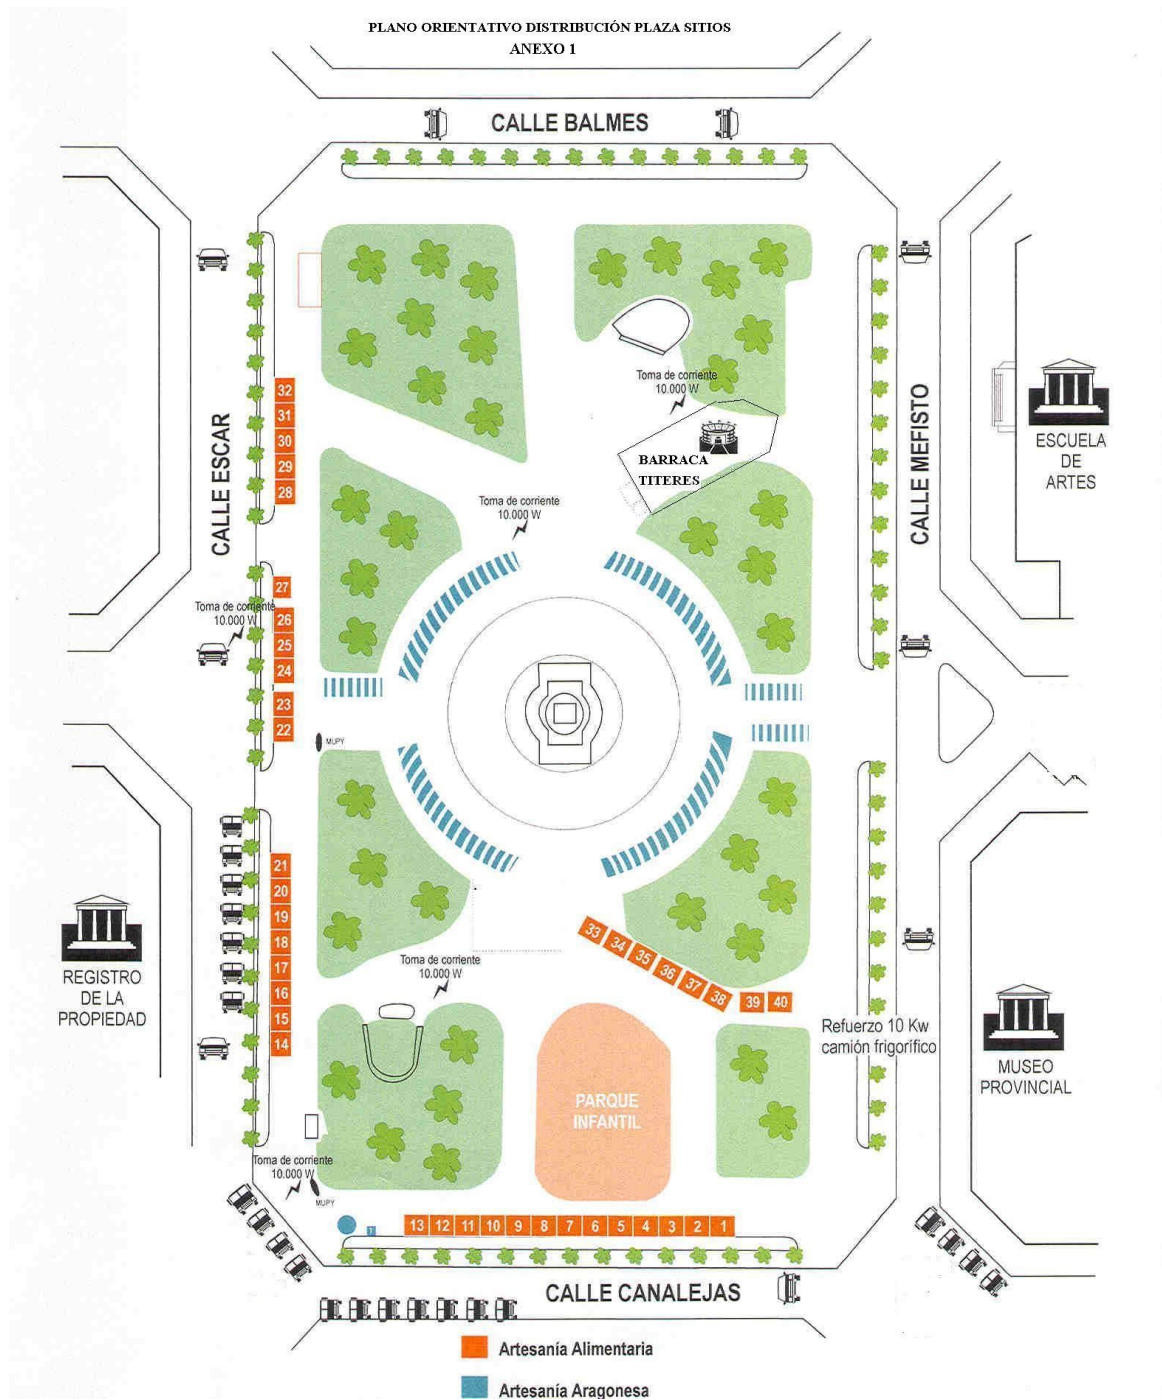 PLANO ORIENTATIVO DISTRIBUCIÓN PLAZA SITIOS
ANEXO 1
CALLE BALMES
Toma de corriente
10.000 W
32
31
30
29
28
CALLE ESCAR
CALLE MEFISTO
ESCUELA
DE
ARTES
BARRACA
TITERES
Toma de corriente
10.000 W
27
Toma de corriente
10.000 W
26
25
24
23
22
MUPY
21
20
19
18
17
16
15
14
REGISTRO
DE LA
PROPIEDAD
33
34
35
36
37
38
39
40
Toma de corriente
10.000 W
Refuerzo 10 Kw
camión frigorífico
MUSEO
PROVINCIAL
PARQUE
INFANTIL
Toma de corriente
10.000 W
MUPY
13 12 11 10 9 8 7 6 5 4 3 2 1
CALLE CANALEJAS
Artesanía Alimentaria
Artesanía Aragonesa